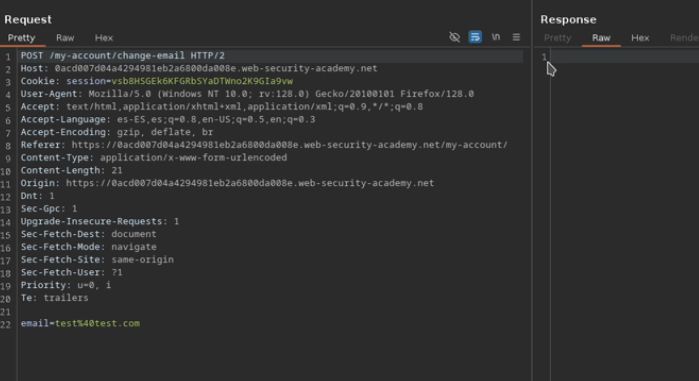 Request
Response
Pretty Raw Hex
\n
Pretty Raw Hex Rende
1 POST /my-account/change-email HTTP/2
2 Host: 0acd007d04a4294981eb2a6800da008e.web-security-academy.net
3 Cookie: session=vsb8HSGEk6KFGRbSYaDTWno2K9GIa9vw
4 User-Agent: Mozilla/5.0 (Windows NT 10.0; rv:128.0) Gecko/20100101 Firefox/128.0
5 Accept: text/html,application/xhtml+xml,application/xml;q=0.9,*/*;q=0.8
6 Accept-Language: es-ES,es;q=0.8,en-US;q=0.5,en;q=0.3
7 Accept-Encoding: gzip, deflate, br
8 Referer: https://0acd007d04a4294981eb2a6800da008e.web-security-academy.net/my-account/
9 Content-Type: application/x-www-form-urlencoded
10 Content-Length: 21
11 Origin: https://0acd007d04a4294981eb2a6800da008e.web-security-academy.net
12 Dnt: 1
13 Sec-Gpc: 1
14 Upgrade-Insecure-Requests: 1
15 Sec-Fetch-Dest: document
16 Sec-Fetch-Mode: navigate
17 Sec-Fetch-Site: same-origin
18 Sec-Fetch-User: ?1
19 Priority: u=0, i
20 Te: trailers
21
22 email=test%40test.com
1